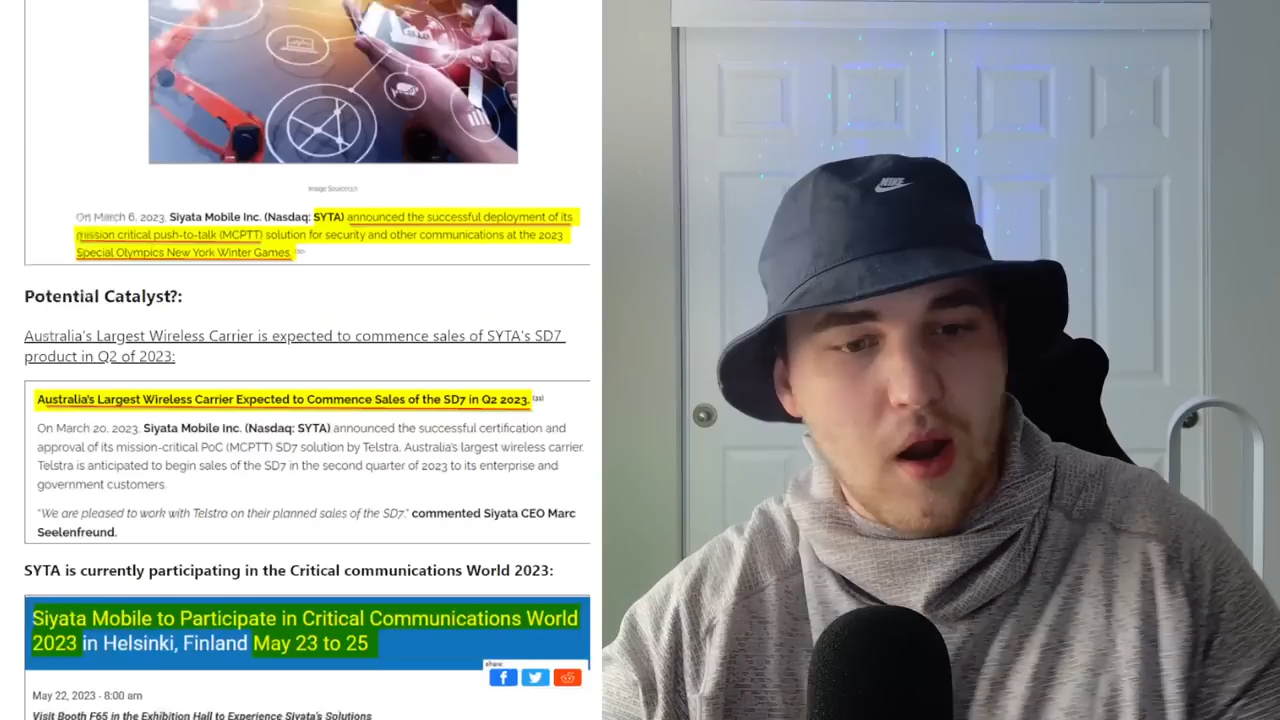 Image Source(12)
On March 6, 2023, Siyata Mobile Inc. (Nasdaq: SYTA) announced the successful deployment of its
mission critical push-to-talk (MCPTT) solution for security and other communications at the 2023
Special Olympics New York Winter Games.
Potential Catalyst?:
Australia's Largest Wireless Carrier is expected to commence sales of SYTA's SD7
product in Q2 of 2023:
Australia's Largest Wireless Carrier Expected to Commence Sales of the SD7 in Q2 2023.
On March 20, 2023, Siyata Mobile Inc. (Nasdaq: SYTA) announced the successful certification and
approval of its mission-critical PoC (MCPTT) SD7 solution by Telstra. Australia's largest wireless carrier.
Telstra is anticipated to begin sales of the SD7 in the second quarter of 2023 to its enterprise and
government customers.
"We are pleased to work with Telstra on their planned sales of the SD7," commented Siyata CEO Marc
Seelenfreund.
SYTA is currently participating in the Critical communications World 2023:
Siyata Mobile to Participate in Critical Communications World
2023 in Helsinki, Finland May 23 to 25
share
May 22, 2023 - 8:00 am
Visit Booth F65 in the Exhibition Hall to Experience Siyata's Solutions
NIKE